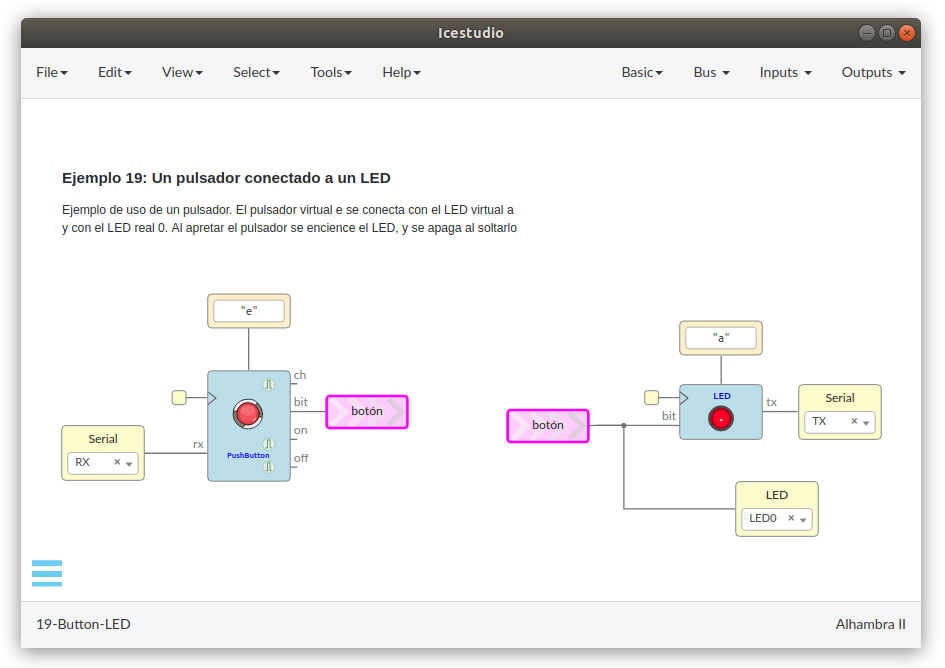 Icestudio
File Edit View Select Tools Help Basic Bus Inputs Outputs
Ejemplo 19: Un pulsador conectado a un LED
Ejemplo de uso de un pulsador. El pulsador virtual e se conecta con el LED virtual a
y con el LED real 0. Al apretar el pulsador se encience el LED, y se apaga al soltarlo
"e"
ch
bit
on
off
rx
PushButton
Serial
RX
botón
"a"
LED
bit
tx
botón
Serial
TX
LED
LED0
19-Button-LED
Alhambra II